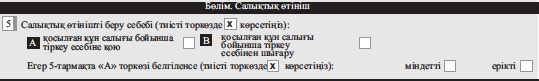 Бөлім. Салықтық өтініш
5 Салықтық өтінішті беру себебі (тиісті торкөзде x көрсетіңіз):
A қосылған құн салығы бойынша тіркеу есебіне қою
B қосылған құн салығы бойынша тіркеу есебінен шығару
Егер 5-тармақта «А» торкөзі белгіленсе (тиісті торкөзде x көрсетіңіз): міндетті ерікті